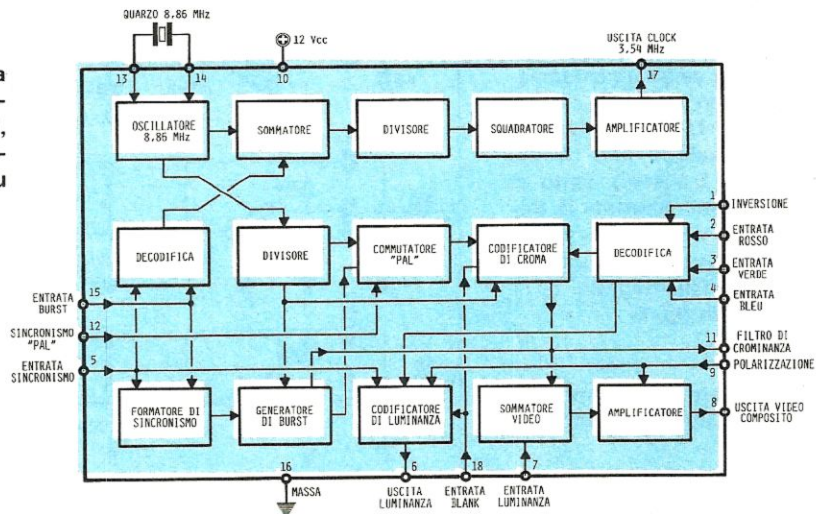 QUARZO 8,86 MHz
12 Vcc
USCITA CLOCK
3,54 MHz
13
14
10
17
a
–
,
–
u
OSCILLATORE
8,86 MHz
SOMMATORE
DIVISORE
SQUADRATORE
AMPLIFICATORE
1
INVERSIONE
2
ENTRATA
ROSSO
3
ENTRATA
VERDE
4
ENTRATA
BLEU
DECODIFICA
DIVISORE
COMMUTATORE
"PAL"
CODIFICATORE
DI CROMA
DECODIFICA
ENTRATA
BURST
15
SINCRONISMO
"PAL"
12
ENTRATA
SINCRONISMO
5
11
FILTRO DI
CROMINANZA
POLARIZZAZIONE
9
8
USCITA VIDEO
COMPOSITO
FORMATORE DI
SINCRONISMO
GENERATORE
DI BURST
CODIFICATORE
DI LUMINANZA
SOMMATORE
VIDEO
AMPLIFICATORE
16
MASSA
6
USCITA
LUMINANZA
18
ENTRATA
BLANK
7
ENTRATA
LUMINANZA